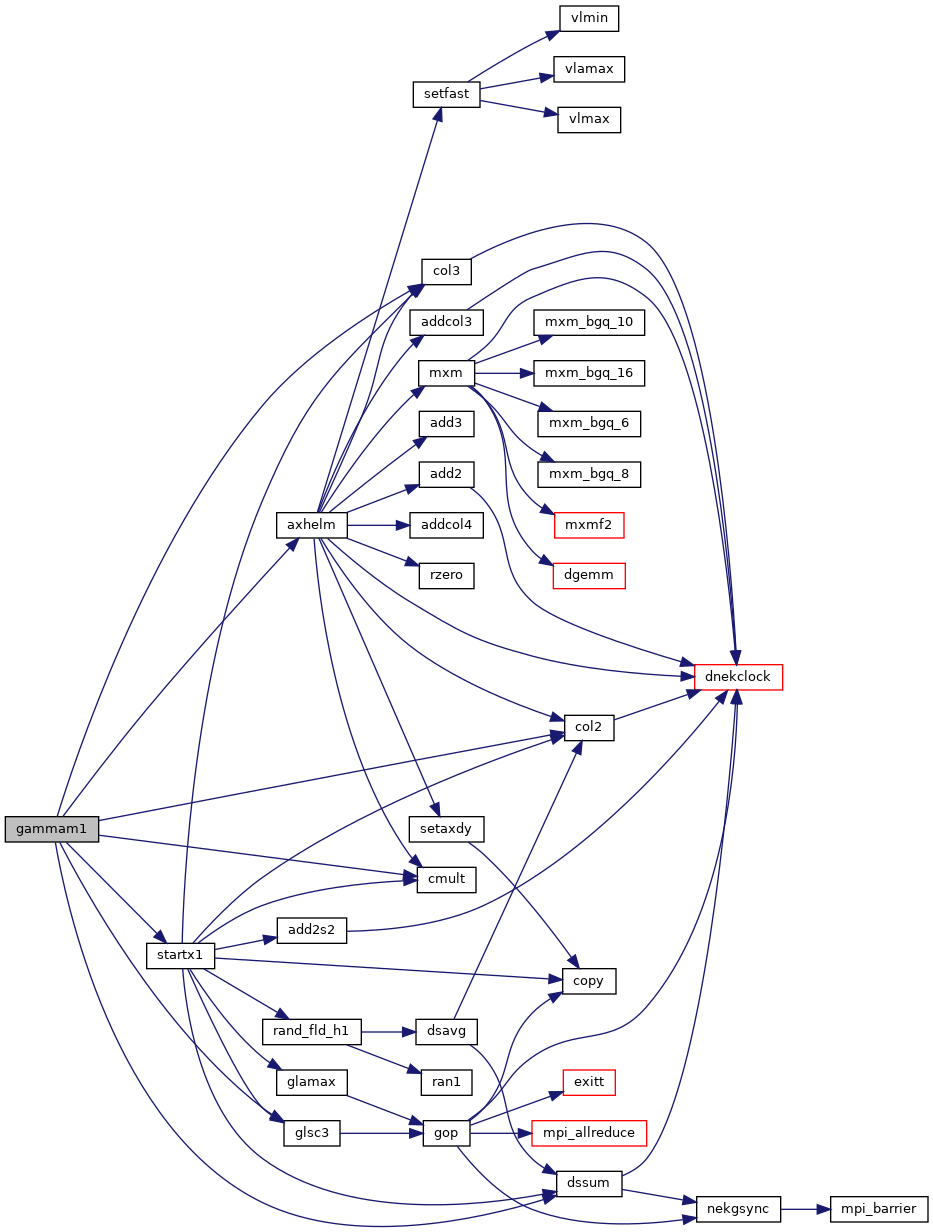 vlmin
vlamax
setfast
vlmax
col3
addcol3
mxm_bgq_10
mxm
mxm_bgq_16
add3
mxm_bgq_6
add2
mxm_bgq_8
axhelm
addcol4
mxmf2
rzero
dgemm
dnekclock
col2
gammam1
setaxdy
cmult
add2s2
startx1
copy
rand_fld_h1
dsavg
glamax
ran1
exitt
glsc3
gop
mpi_allreduce
dssum
nekgsync
mpi_barrier